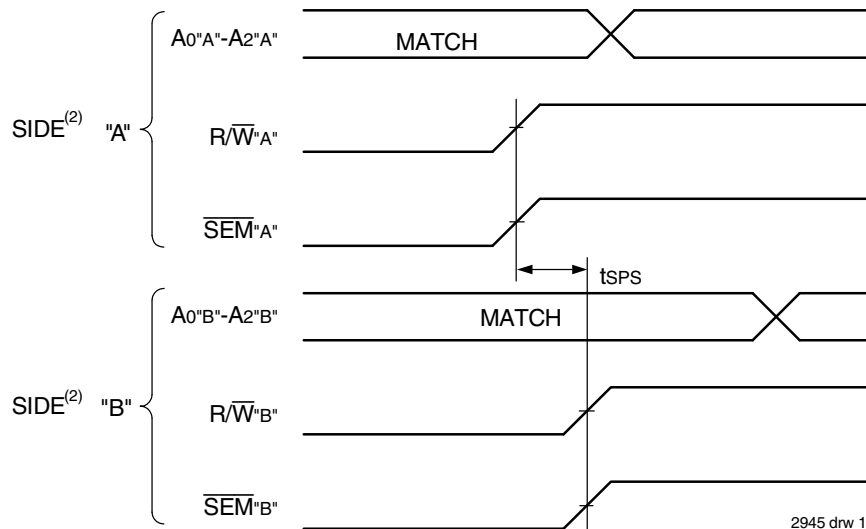 A0"A"-A2"A"
MATCH
SIDE(2) "A"
R/W"A"
SEM"A"
tSPS
A0"B"-A2"B"
MATCH
SIDE(2) "B"
R/W"B"
SEM"B"
2945 drw 1